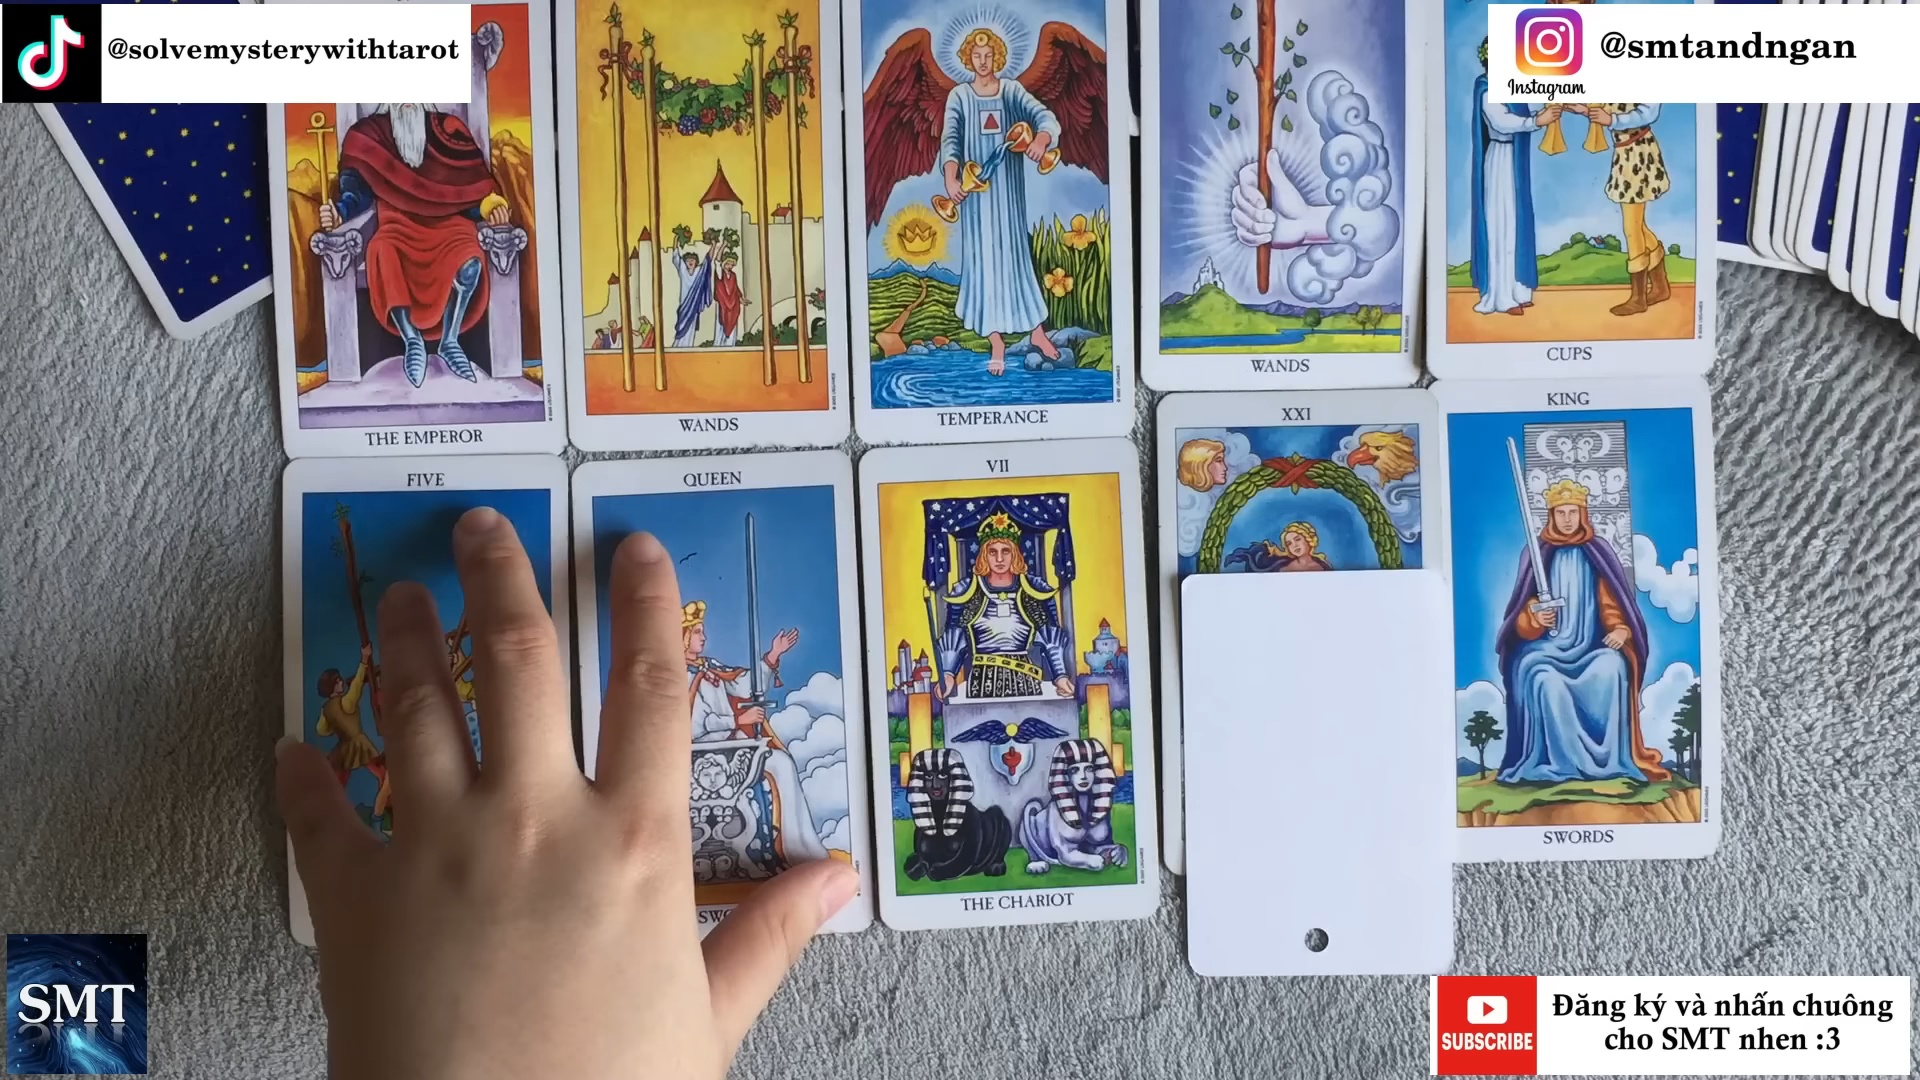 @solvemysterywithtarot
@smtandngan
Instagram
THE EMPEROR
WANDS
TEMPERANCE
WANDS
CUPS
FIVE
QUEEN
VII
XXI
KING
THE CHARIOT
SWORDS
SMT
SUBSCRIBE
Đăng ký và nhấn chuông
cho SMT nhen :3